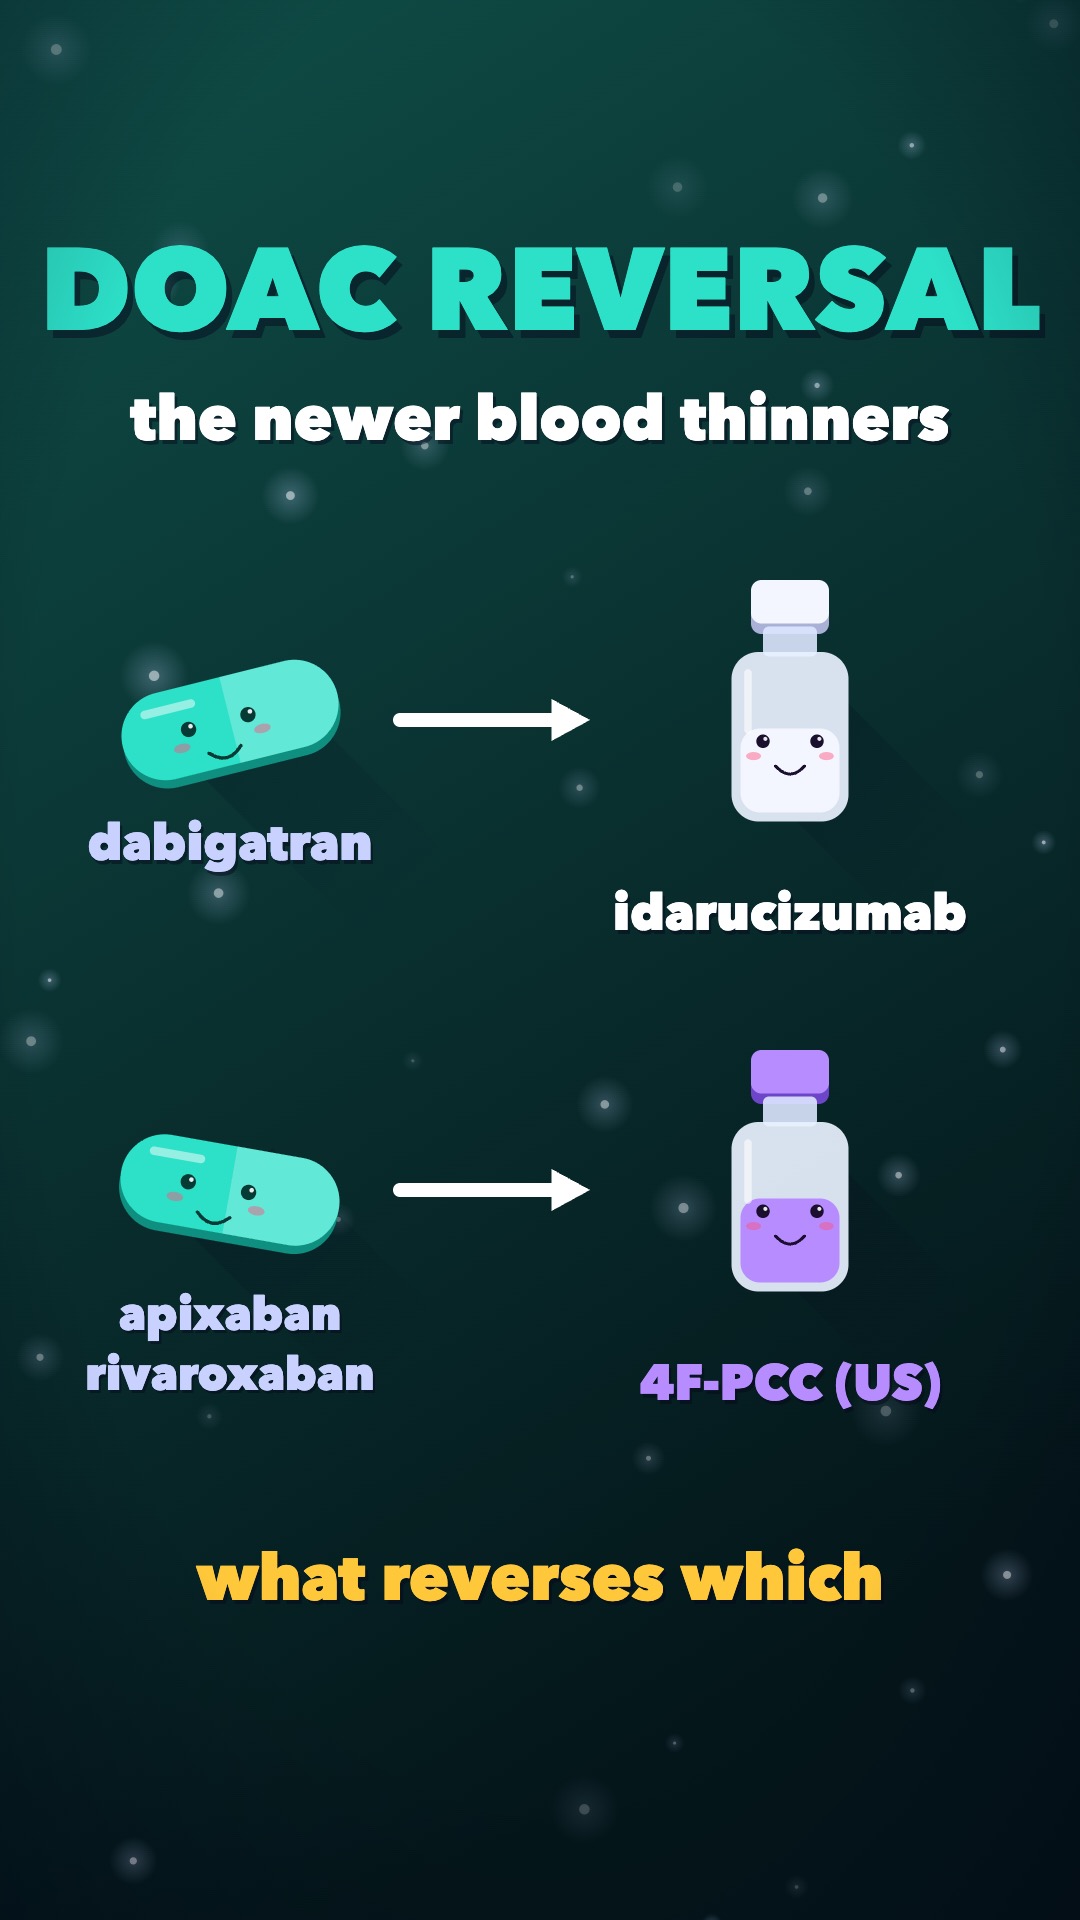 DOAC REVERSAL
the newer blood thinners
dabigatran
idarucizumab
apixaban
rivaroxaban
4F-PCC (US)
what reverses which